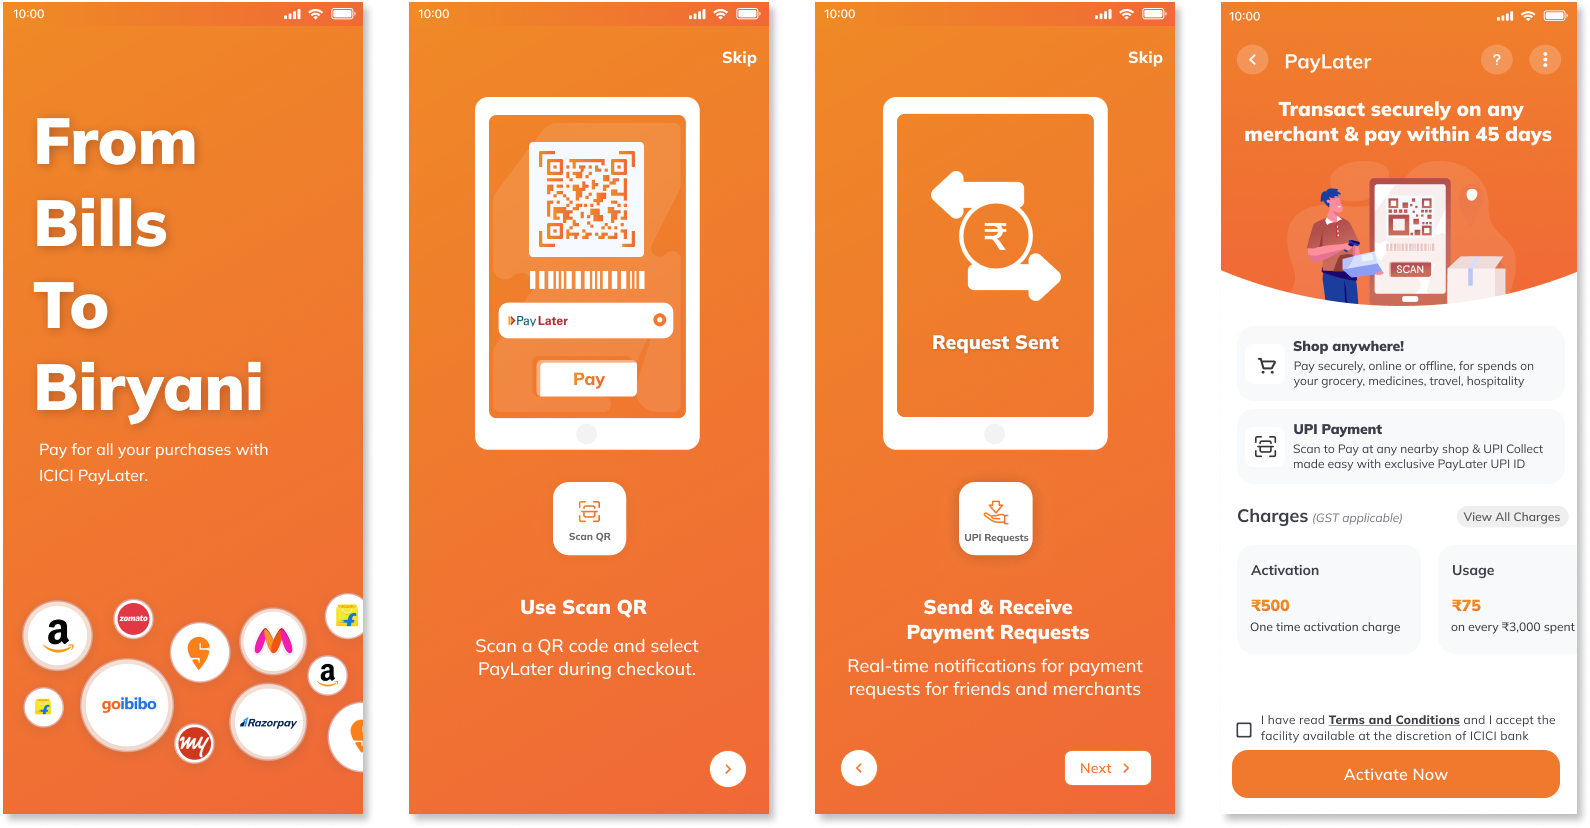 10:00
From
Bills
To
Biryani
Pay for all your purchases with
ICICI PayLater.
a
zomato
a
goibibo
Razorpay
my
10:00
Skip
PayLater
Pay
Scan QR
Use Scan QR
Scan a QR code and select
PayLater during checkout.
10:00
Skip
₹
Request Sent
UPI Requests
Send & Receive
Payment Requests
Real-time notifications for payment
requests for friends and merchants
Next
10:00
PayLater
?
Transact securely on any
merchant & pay within 45 days
SCAN
Shop anywhere!
Pay securely, online or offline, for spends on
your grocery, medicines, travel, hospitality
UPI Payment
Scan to Pay at any nearby shop & UPI Collect
made easy with exclusive PayLater UPI ID
Charges (GST applicable)
View All Charges
Activation
₹500
One time activation charge
Usage
₹75
on every ₹3,000 spent
I have read Terms and Conditions and I accept the
facility available at the discretion of ICICI bank
Activate Now